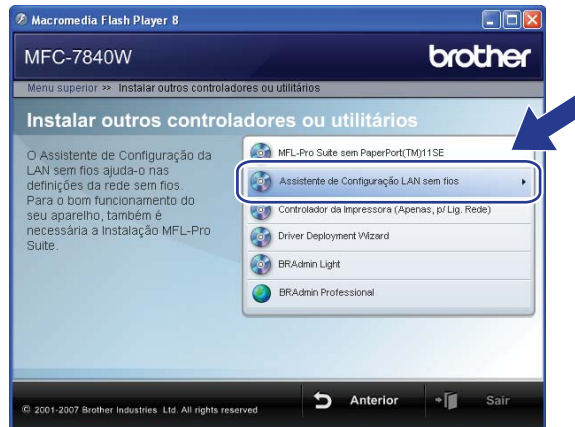 Macromedia Flash Player 8
MFC-7840W
brother
Menu superior >> Instalar outros controladores ou utilitários
Instalar outros controladores ou utilitários
O Assistente de Configuração da
LAN sem fios ajuda-o nas
definições da rede sem fios.
Para o bom funcionamento do
seu aparelho, também é
necessária a Instalação MFL-Pro
Suite.
MFL-Pro Suite sem PaperPort(TM)11SE
Assistente de Configuração LAN sem fios
Controlador da Impressora (Apenas, p/ Lig. Rede)
Driver Deployment Wizard
BRAdmin Light
BRAdmin Professional
© 2001-2007 Brother Industries Ltd. All rights reserved
Anterior
Sair